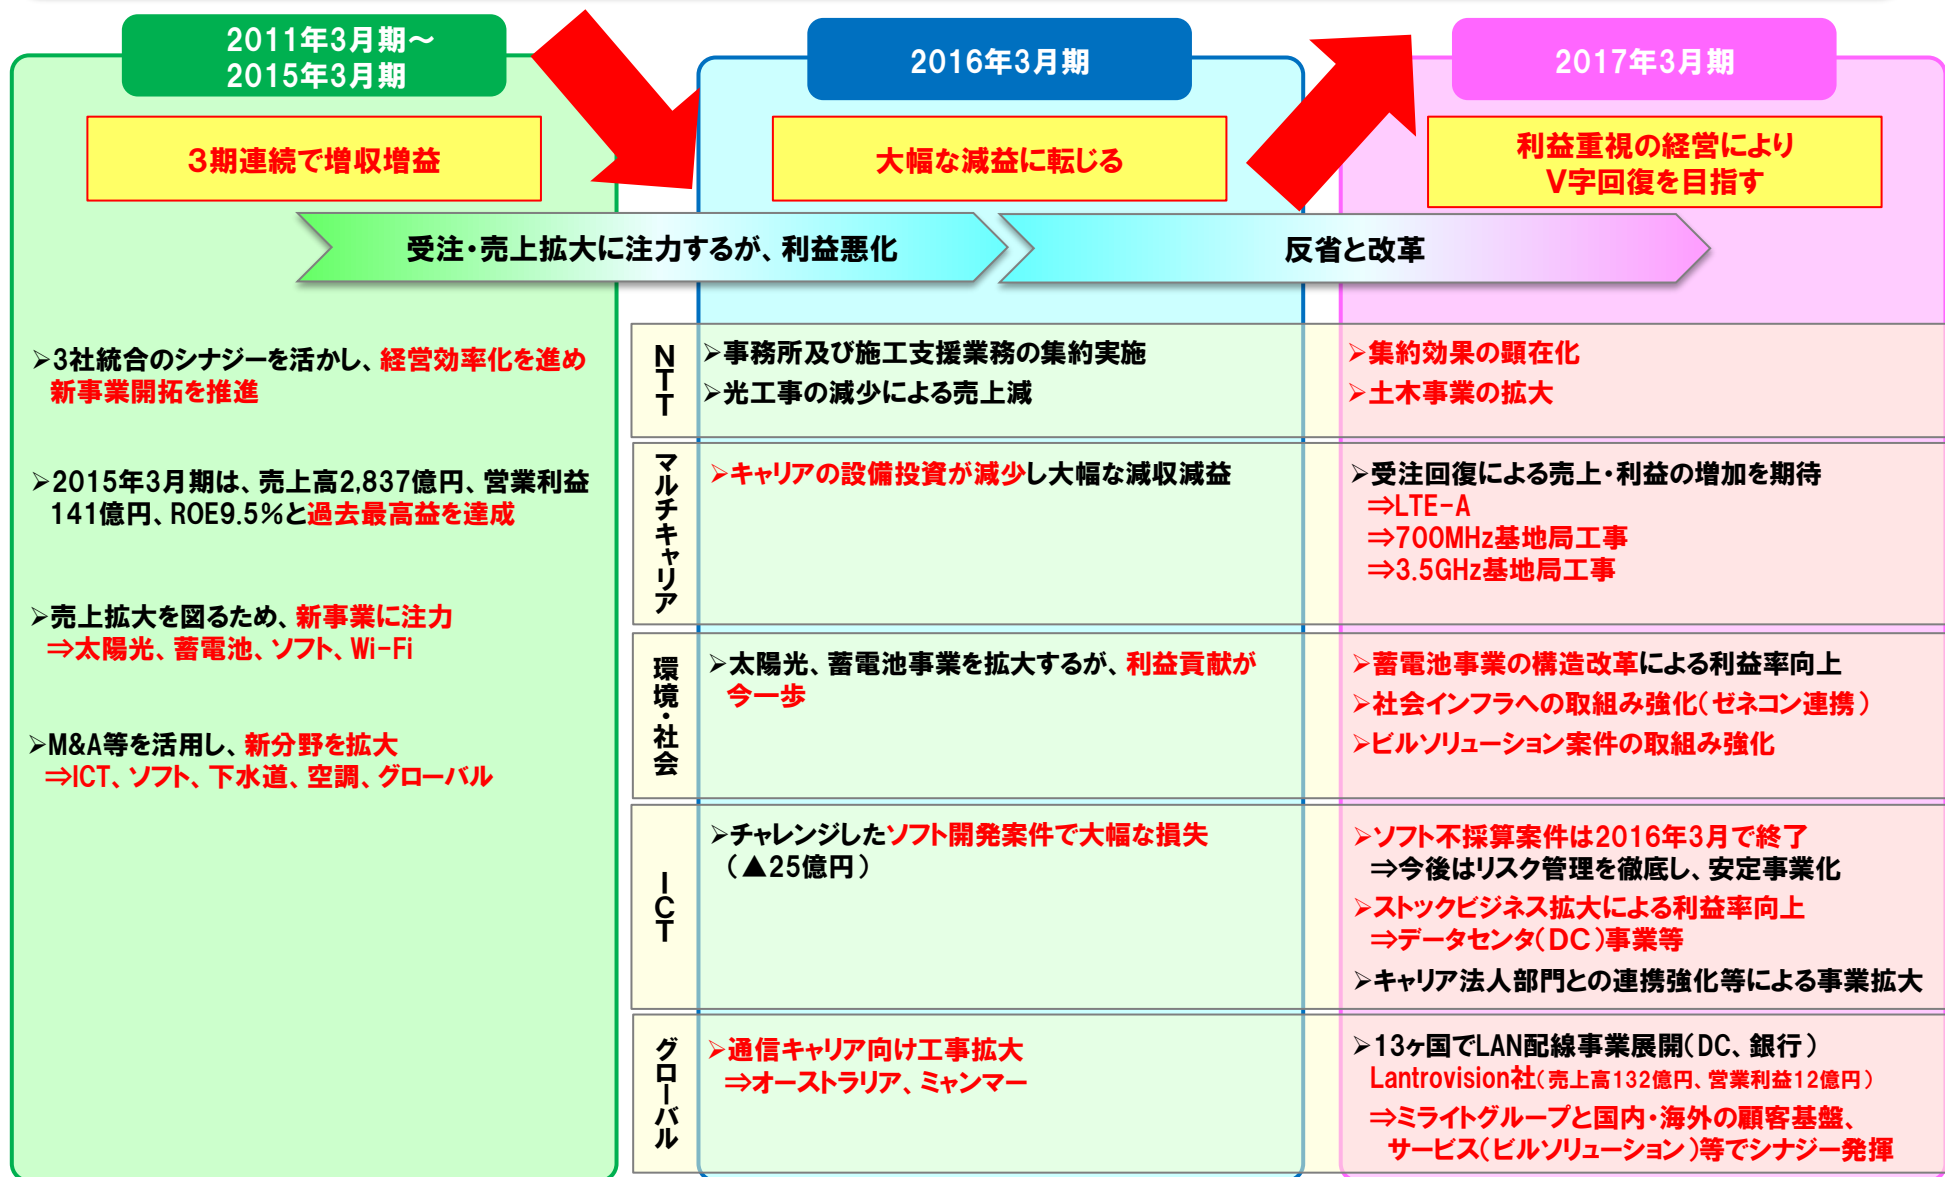 2011年3月期～
2015年3月期
3期連続で増収増益
2016年3月期
大幅な減益に転じる
2017年3月期
利益重視の経営により
V字回復を目指す
受注・売上拡大に注力するが、利益悪化
反省と改革
➢3社統合のシナジーを活かし、経営効率化を進め
新事業開拓を推進
➢2015年3月期は、売上高2,837億円、営業利益
141億円、ROE9.5%と過去最高益を達成
➢売上拡大を図るため、新事業に注力
⇒太陽光、蓄電池、ソフト、Wi-Fi
➢M&A等を活用し、新分野を拡大
⇒ICT、ソフト、下水道、空調、グローバル
NTT
➢事務所及び施工支援業務の集約実施
➢光工事の減少による売上減
➢集約効果の顕在化
➢土木事業の拡大
マルチキャリア
➢キャリアの設備投資が減少し大幅な減収減益
➢受注回復による売上・利益の増加を期待
⇒LTE-A
⇒700MHz基地局工事
⇒3.5GHz基地局工事
環境・社会
➢太陽光、蓄電池事業を拡大するが、利益貢献が
今一歩
➢蓄電池事業の構造改革による利益率向上
➢社会インフラへの取組み強化(ゼネコン連携)
➢ビルソリューション案件の取組み強化
ICT
➢チャレンジしたソフト開発案件で大幅な損失
(▲25億円)
➢ソフト不採算案件は2016年3月で終了
⇒今後はリスク管理を徹底し、安定事業化
➢ストックビジネス拡大による利益率向上
⇒データセンタ(DC)事業等
➢キャリア法人部門との連携強化等による事業拡大
グローバル
➢通信キャリア向け工事拡大
⇒オーストラリア、ミャンマー
➢13ヶ国でLAN配線事業展開(DC、銀行)
Lantrovision社(売上高132億円、営業利益12億円)
⇒ミライトグループと国内・海外の顧客基盤、
サービス(ビルソリューション)等でシナジー発揮